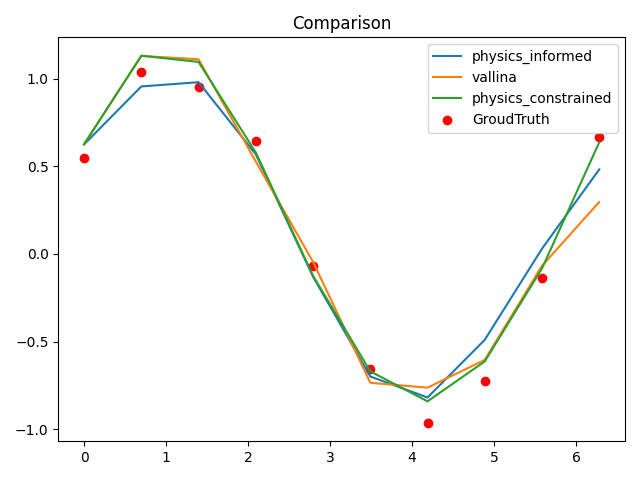 Comparison
physics_informed
vallina
physics_constrained
GroudTruth
1.0
0.5
0.0
−0.5
−1.0
0 1 2 3 4 5 6